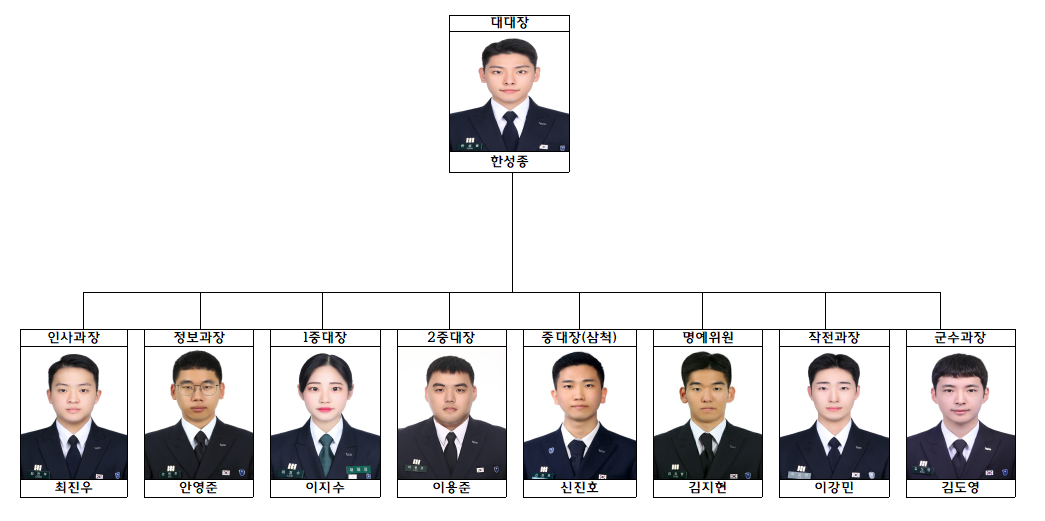 대대장
한성종
인사과장
정보과장
1중대장
2중대장
중대장(삼척)
명예위원
작전과장
군수과장
최진우
안영준
이지수
이용준
신진호
김지현
이강민
김도영